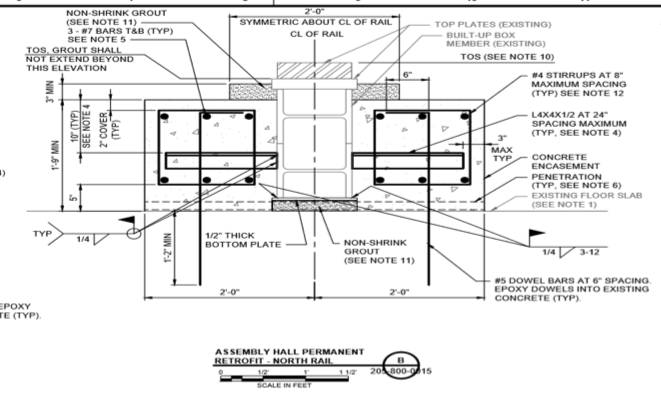 NON-SHRINK GROUT
(SEE NOTE 11)
3 - #7 BARS T&B (TYP)
SEE NOTE 5
TOS, GROUT SHALL
NOT EXTEND BEYOND
THIS ELEVATION
2'-0"
SYMMETRIC ABOUT CL OF RAIL
CL OF RAIL
TOP PLATES (EXISTING)
BUILT-UP BOX
MEMBER (EXISTING)
TOS (SEE NOTE 10)
6"
#4 STIRRUPS AT 8"
MAXIMUM SPACING
(TYP) SEE NOTE 12
L4X4X1/2 AT 24"
SPACING MAXIMUM
(TYP, SEE NOTE 4)
3"
MAX
TYP
CONCRETE
ENCASEMENT
PENETRATION
(TYP, SEE NOTE 6)
EXISTING FLOOR SLAB
(SEE NOTE 1)
3" MIN
1'-9" MIN
10" (TYP)
SEE NOTE 4
2" COVER
(TYP)
5"
TYP
1/4
1'-2" MIN
1/2" THICK
BOTTOM PLATE
NON-SHRINK
GROUT
(SEE NOTE 11)
1/4
3-12
#5 DOWEL BARS AT 6" SPACING.
EPOXY DOWELS INTO EXISTING
CONCRETE (TYP).
2'-0"
2'-0"
EPOXY
TE (TYP).
ASSEMBLY HALL PERMANENT
RETROFIT - NORTH RAIL
B
205-800-0015
0 1/2' 1' 1 1/2'
SCALE IN FEET